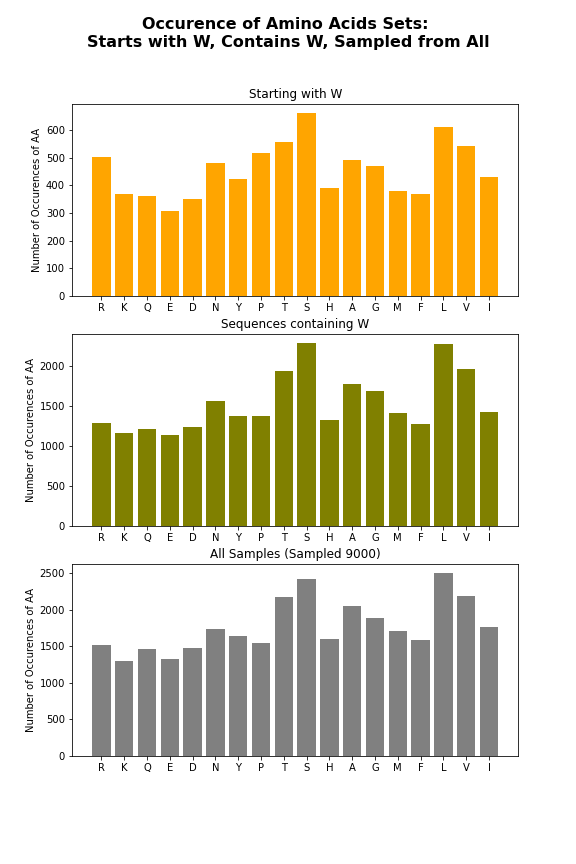 Occurence of Amino Acids Sets:
Starts with W, Contains W, Sampled from All
Starting with W
Number of Occurences of AA
600
500
400
300
200
100
0
R K Q E D N Y P T S H A G M F L V I
Sequences containing W
Number of Occurences of AA
2000
1500
1000
500
0
R K Q E D N Y P T S H A G M F L V I
All Samples (Sampled 9000)
Number of Occurences of AA
2500
2000
1500
1000
500
0
R K Q E D N Y P T S H A G M F L V I